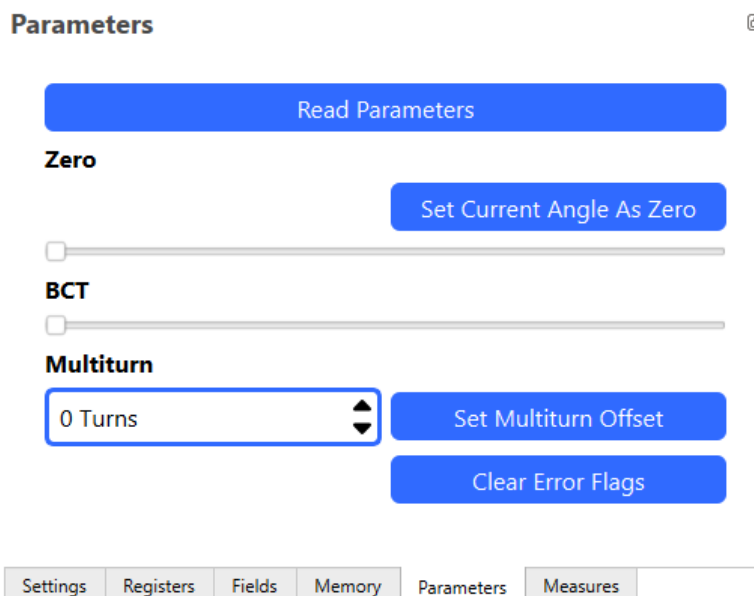 Parameters
Read Parameters
Zero
Set Current Angle As Zero
BCT
Multiturn
0 Turns
Set Multiturn Offset
Clear Error Flags
Settings Registers Fields Memory Parameters Measures